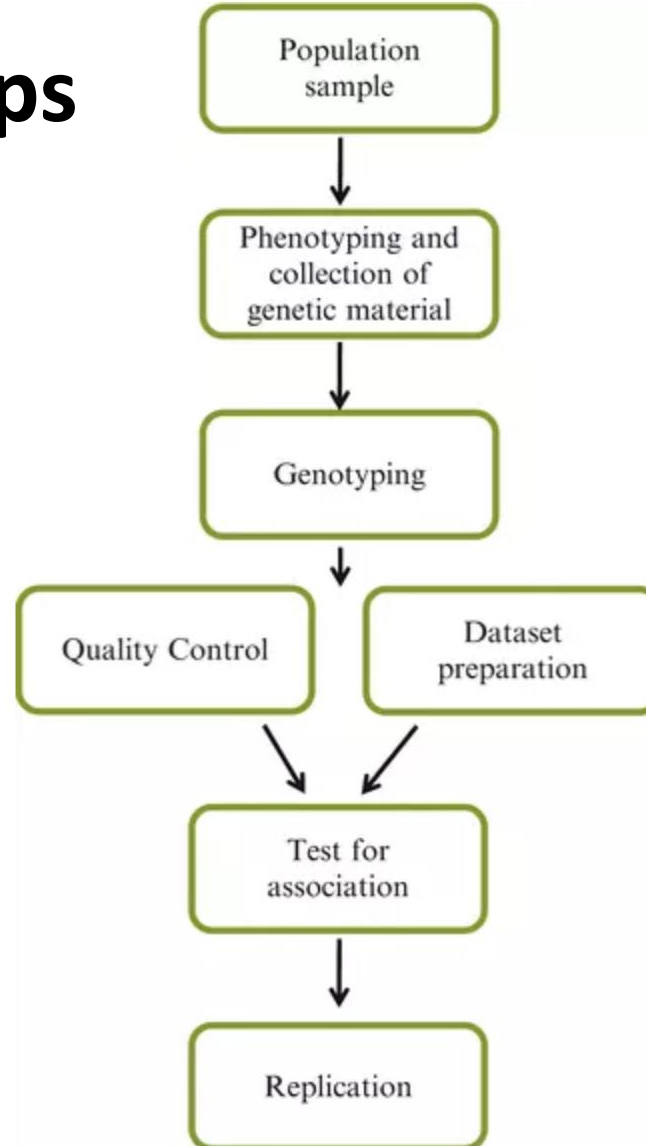 ps
Population
sample
Phenotyping and
collection of
genetic material
Genotyping
Quality Control
Dataset
preparation
Test for
association
Replication